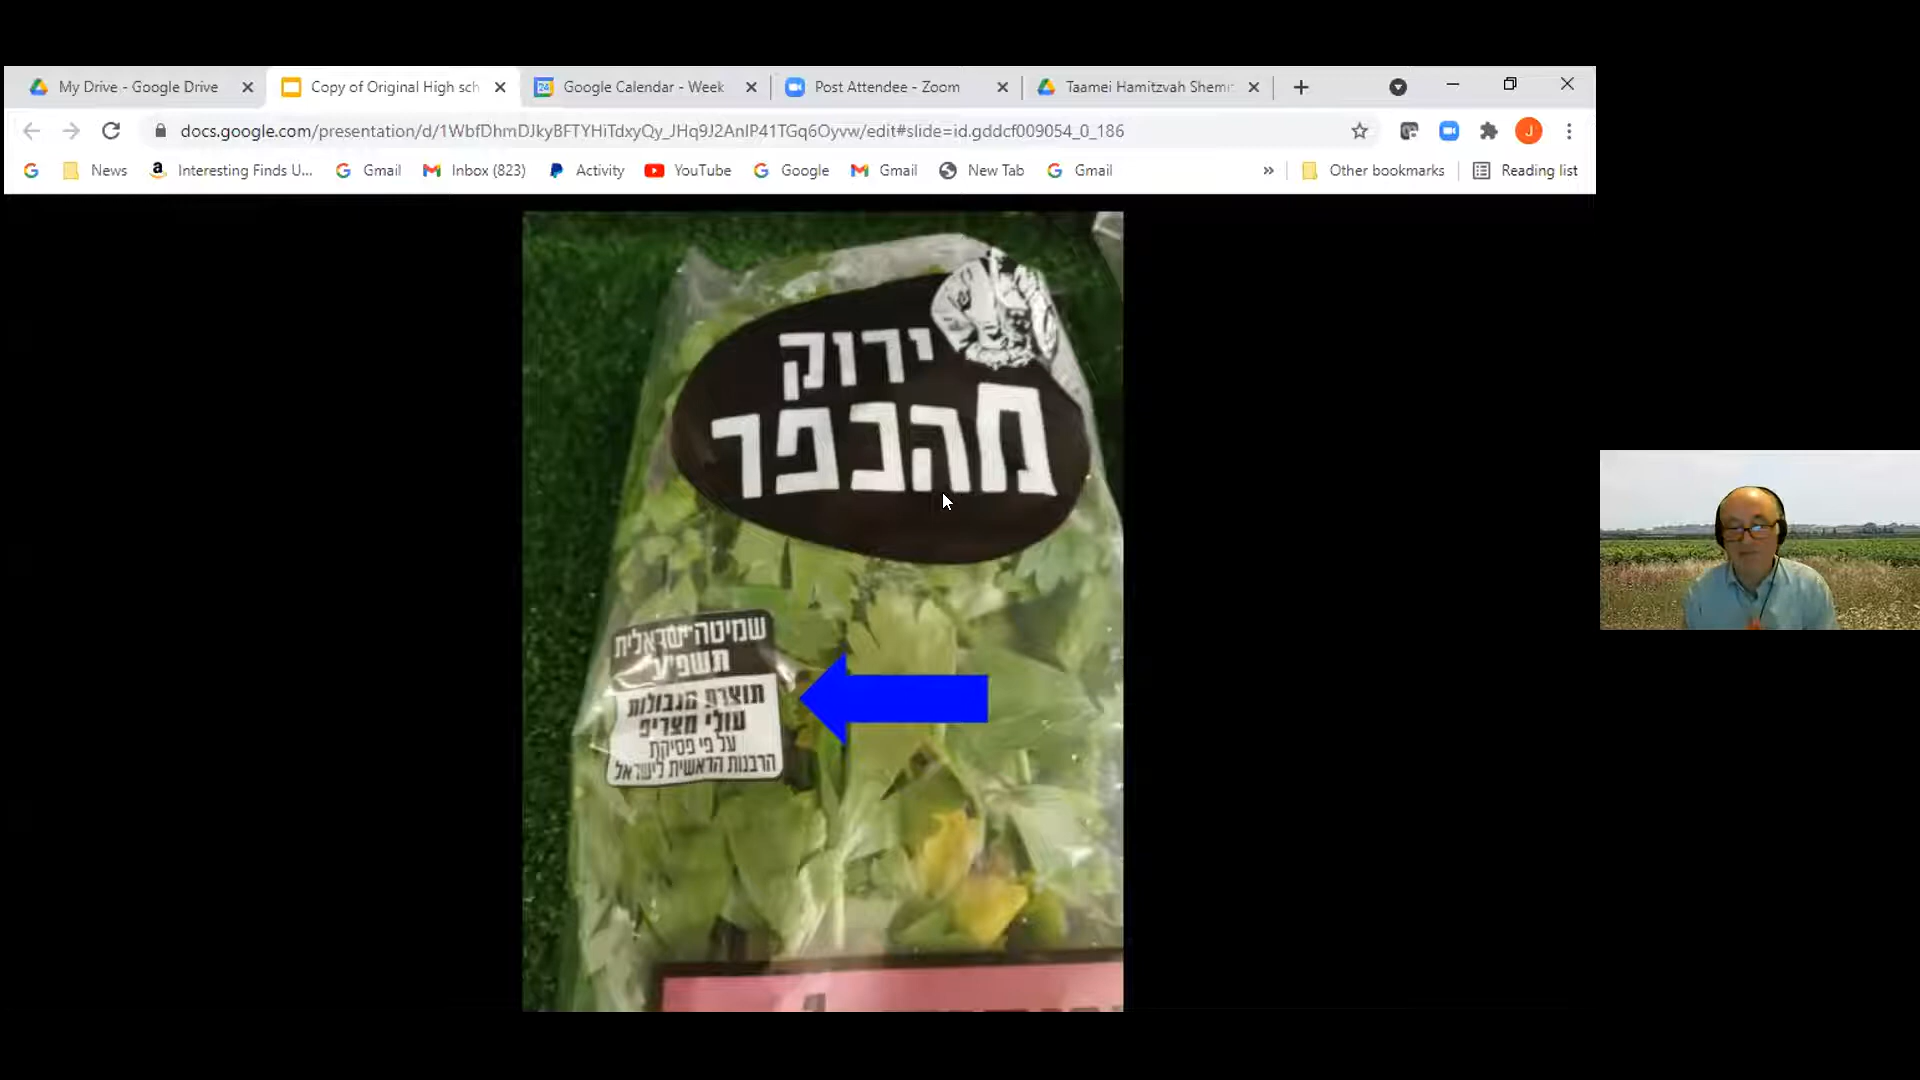 My Drive - Google Drive
Copy of Original High sch
Google Calendar - Week
Post Attendee - Zoom
Taamei Hamitzvah Shemit
docs.google.com/presentation/d/1WbfDhmDJkyBFTYHiTdxyQy_JHq9J2AnIP41TGq6Oyvw/edit#slide=id.gddcf009054_0_186
J
G News Interesting Finds U... Gmail Inbox (823) Activity YouTube Google Gmail New Tab Gmail » Other bookmarks Reading list
ירוק
מהכפר
שמיטה ישראלית
תשפ"ע
תוצרת מגבולות
עולי מצרים
על פי פסיקת
הרבנות הראשית לישראל